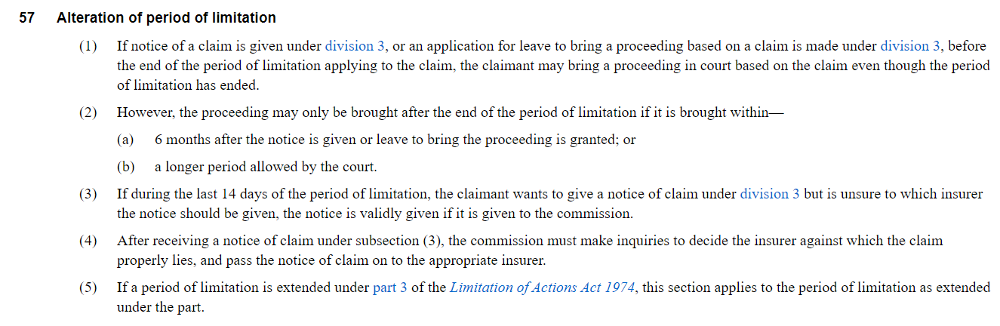 57 Alteration of period of limitation
(1) If notice of a claim is given under division 3, or an application for leave to bring a proceeding based on a claim is made under division 3, before
the end of the period of limitation applying to the claim, the claimant may bring a proceeding in court based on the claim even though the period
of limitation has ended.
(2) However, the proceeding may only be brought after the end of the period of limitation if it is brought within—
(a) 6 months after the notice is given or leave to bring the proceeding is granted; or
(b) a longer period allowed by the court.
(3) If during the last 14 days of the period of limitation, the claimant wants to give a notice of claim under division 3 but is unsure to which insurer
the notice should be given, the notice is validly given if it is given to the commission.
(4) After receiving a notice of claim under subsection (3), the commission must make inquiries to decide the insurer against which the claim
properly lies, and pass the notice of claim on to the appropriate insurer.
(5) If a period of limitation is extended under part 3 of the Limitation of Actions Act 1974, this section applies to the period of limitation as extended
under the part.